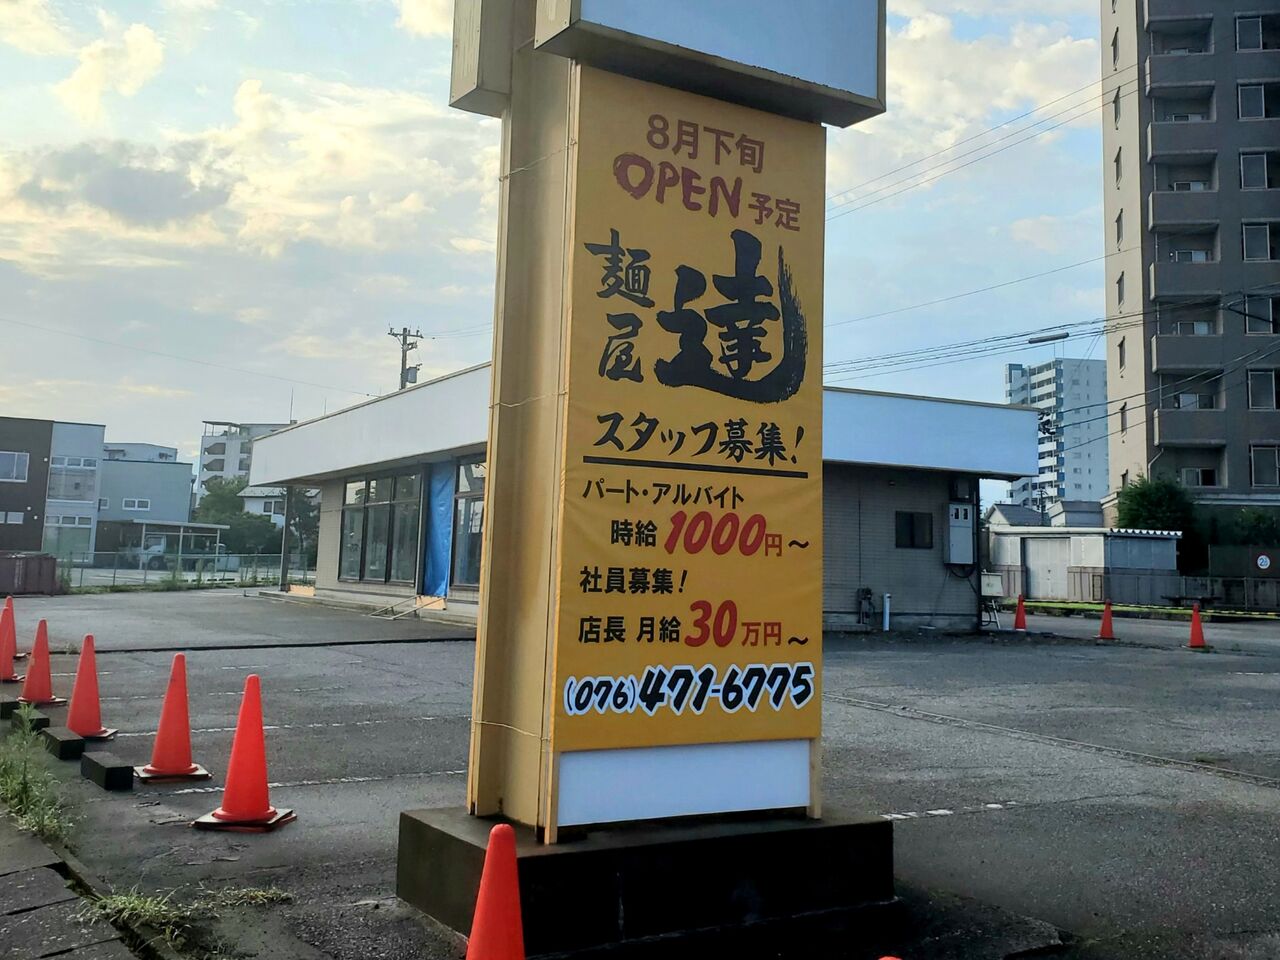 8月下旬
OPEN予定
麺屋達
スタッフ募集!
パート・アルバイト
時給1000円~
社員募集!
店長 月給30万円~
(076)471-6775